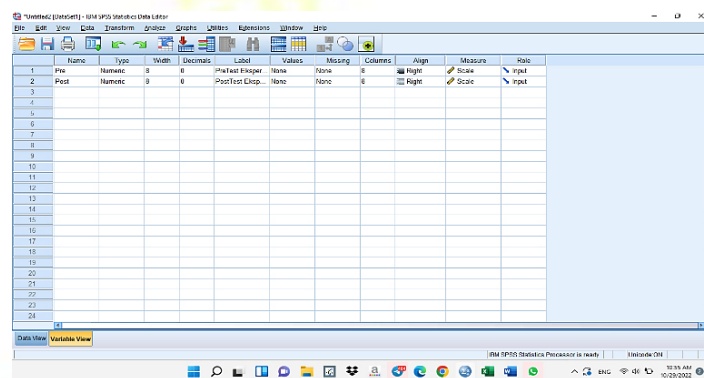 *Untitled2 [DataSet1] - IBM SPSS Statistics Data Editor
File Edit View Data Transform Analyze Graphs Utilities Extensions Window Help
Name Type Width Decimals Label Values Missing Columns Align Measure Role
1 Pre Numeric 8 0 PreTest Eksper... None None 8 Right Scale Input
2 Post Numeric 8 0 PostTest Eksp... None None 8 Right Scale Input
3
4
5
6
7
8
9
10
11
12
13
14
15
16
17
18
19
20
21
22
23
24
Data View Variable View
IBM SPSS Statistics Processor is ready Unicode:ON
ENG 10:35 AM
10/29/2022